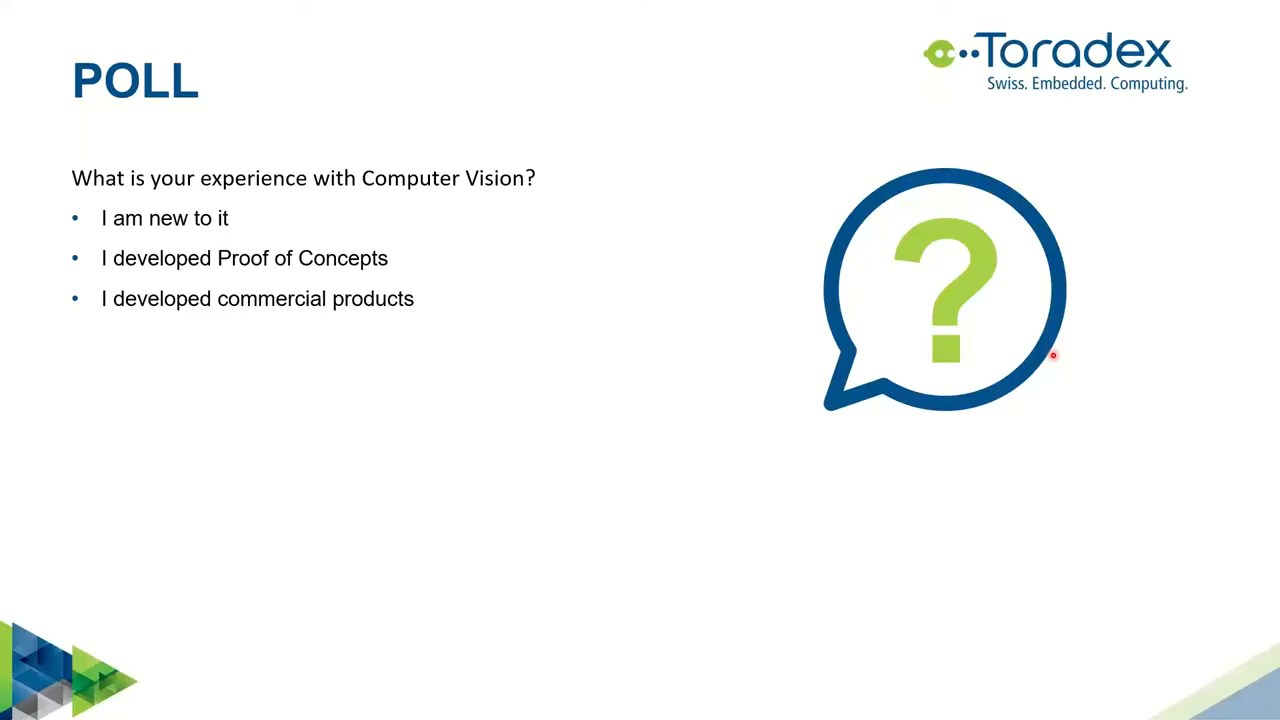 POLL
Toradex
Swiss. Embedded. Computing.
What is your experience with Computer Vision?
• I am new to it
• I developed Proof of Concepts
• I developed commercial products
?